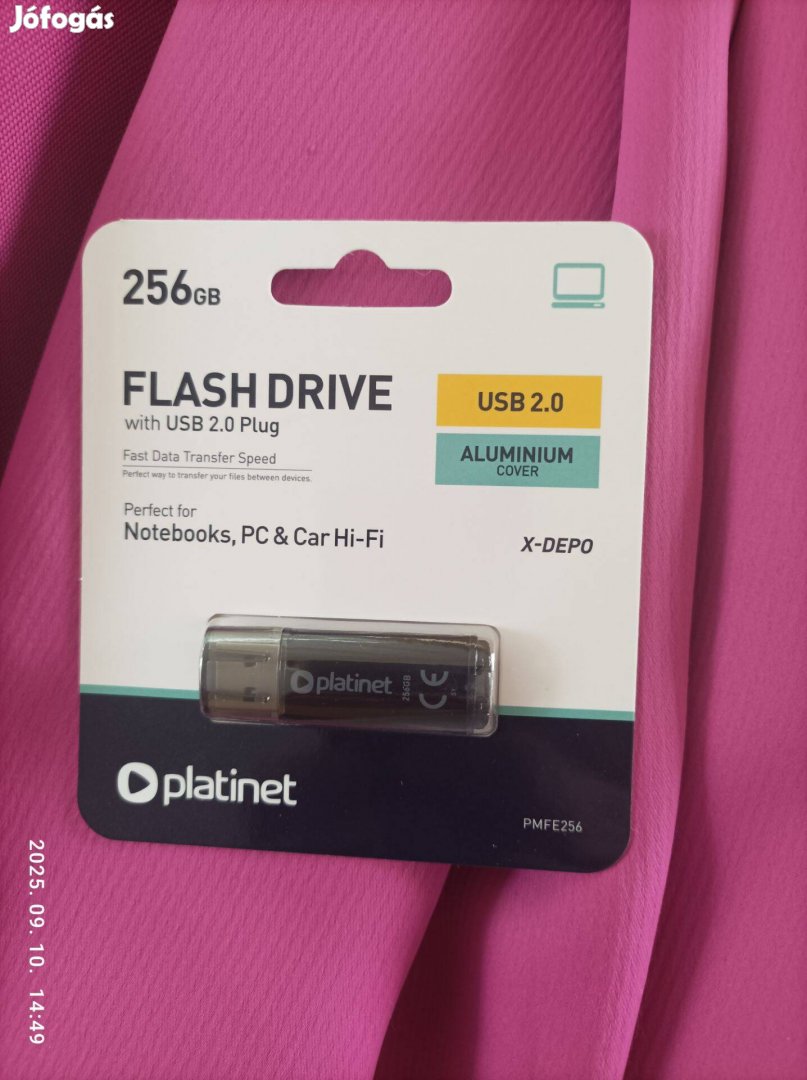 Jófogás
256GB
FLASH DRIVE
with USB 2.0 Plug
USB 2.0
Fast Data Transfer Speed
Perfect way to transfer your files between devices.
ALUMINIUM
COVER
Perfect for
Notebooks, PC & Car Hi-Fi
X-DEPO
platinet
256GB
CE
platinet
PMFE256
2025. 09. 10. 14:49